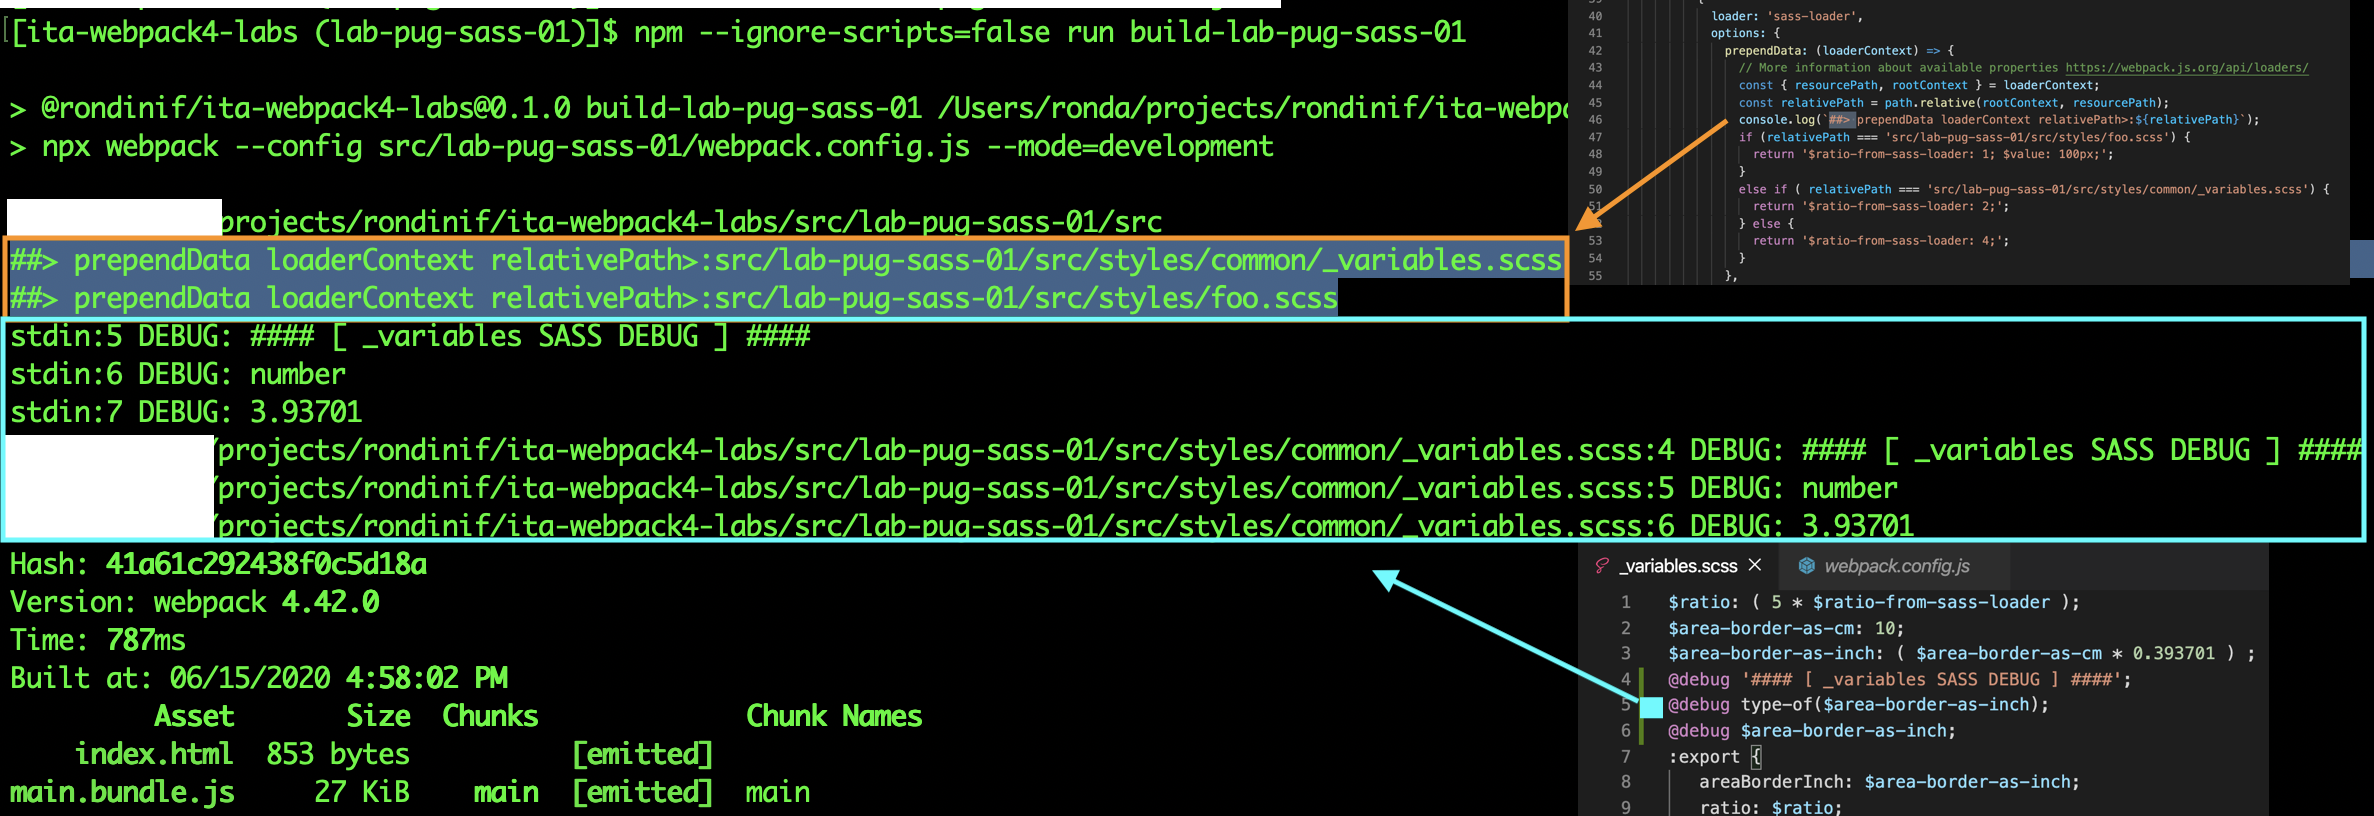 [ita-webpack4-labs (lab-pug-sass-01)]$ npm --ignore-scripts=false run build-lab-pug-sass-01
> @rondinif/ita-webpack4-labs@0.1.0 build-lab-pug-sass-01 /Users/ronda/projects/rondinif/ita-webp
> npx webpack --config src/lab-pug-sass-01/webpack.config.js --mode=development
projects/rondinif/ita-webpack4-labs/src/lab-pug-sass-01/src
##> prependData loaderContext relativePath>:src/lab-pug-sass-01/src/styles/common/_variables.scss
##> prependData loaderContext relativePath>:src/lab-pug-sass-01/src/styles/foo.scss
stdin:5 DEBUG: #### [ _variables SASS DEBUG ] ####
stdin:6 DEBUG: number
stdin:7 DEBUG: 3.93701
/projects/rondinif/ita-webpack4-labs/src/lab-pug-sass-01/src/styles/common/_variables.scss:4 DEBUG: #### [ _variables SASS DEBUG ] ####
/projects/rondinif/ita-webpack4-labs/src/lab-pug-sass-01/src/styles/common/_variables.scss:5 DEBUG: number
/projects/rondinif/ita-webpack4-labs/src/lab-pug-sass-01/src/styles/common/_variables.scss:6 DEBUG: 3.93701
Hash: 41a61c292438f0c5d18a
Version: webpack 4.42.0
Time: 787ms
Built at: 06/15/2020 4:58:02 PM
Asset Size Chunks Chunk Names
index.html 853 bytes [emitted]
main.bundle.js 27 KiB main [emitted] main
40 loader: 'sass-loader',
41 options: {
42 prependData: (loaderContext) => {
43 // More information about available properties https://webpack.js.org/api/loaders/
44 const { resourcePath, rootContext } = loaderContext;
45 const relativePath = path.relative(rootContext, resourcePath);
46 console.log(`##> prependData loaderContext relativePath>:${relativePath}`);
47 if (relativePath === 'src/lab-pug-sass-01/src/styles/foo.scss') {
48 return '$ratio-from-sass-loader: 1; $value: 100px;';
49 }
50 else if ( relativePath === 'src/lab-pug-sass-01/src/styles/common/_variables.scss') {
51 return '$ratio-from-sass-loader: 2;';
} else {
53 return '$ratio-from-sass-loader: 4;';
54 }
55 },
_variables.scss webpack.config.js
1 $ratio: ( 5 * $ratio-from-sass-loader );
2 $area-border-as-cm: 10;
3 $area-border-as-inch: ( $area-border-as-cm * 0.393701 ) ;
4 @debug '#### [ _variables SASS DEBUG ] ####';
5 @debug type-of($area-border-as-inch);
6 @debug $area-border-as-inch;
7 :export {
8 areaBorderInch: $area-border-as-inch;
9 ratio: $ratio;